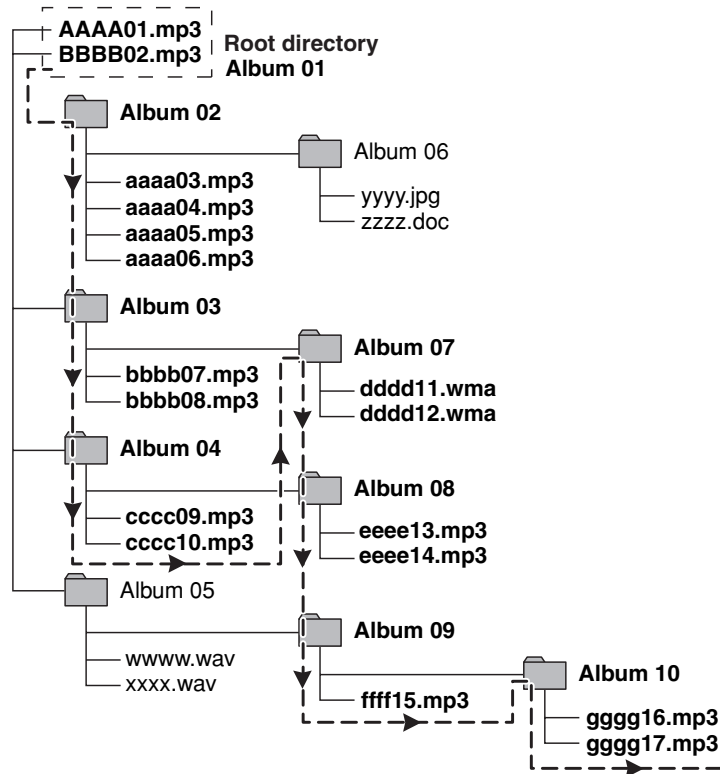 AAAA01.mp3
BBBB02.mp3
Root directory
Album 01
Album 02
Album 06
aaaa03.mp3
aaaa04.mp3
aaaa05.mp3
aaaa06.mp3
yyyy.jpg
zzzz.doc
Album 03
Album 07
bbbb07.mp3
bbbb08.mp3
dddd11.wma
dddd12.wma
Album 04
Album 08
cccc09.mp3
cccc10.mp3
eeee13.mp3
eeee14.mp3
Album 05
Album 09
wwww.wav
xxxx.wav
ffff15.mp3
Album 10
gggg16.mp3
gggg17.mp3